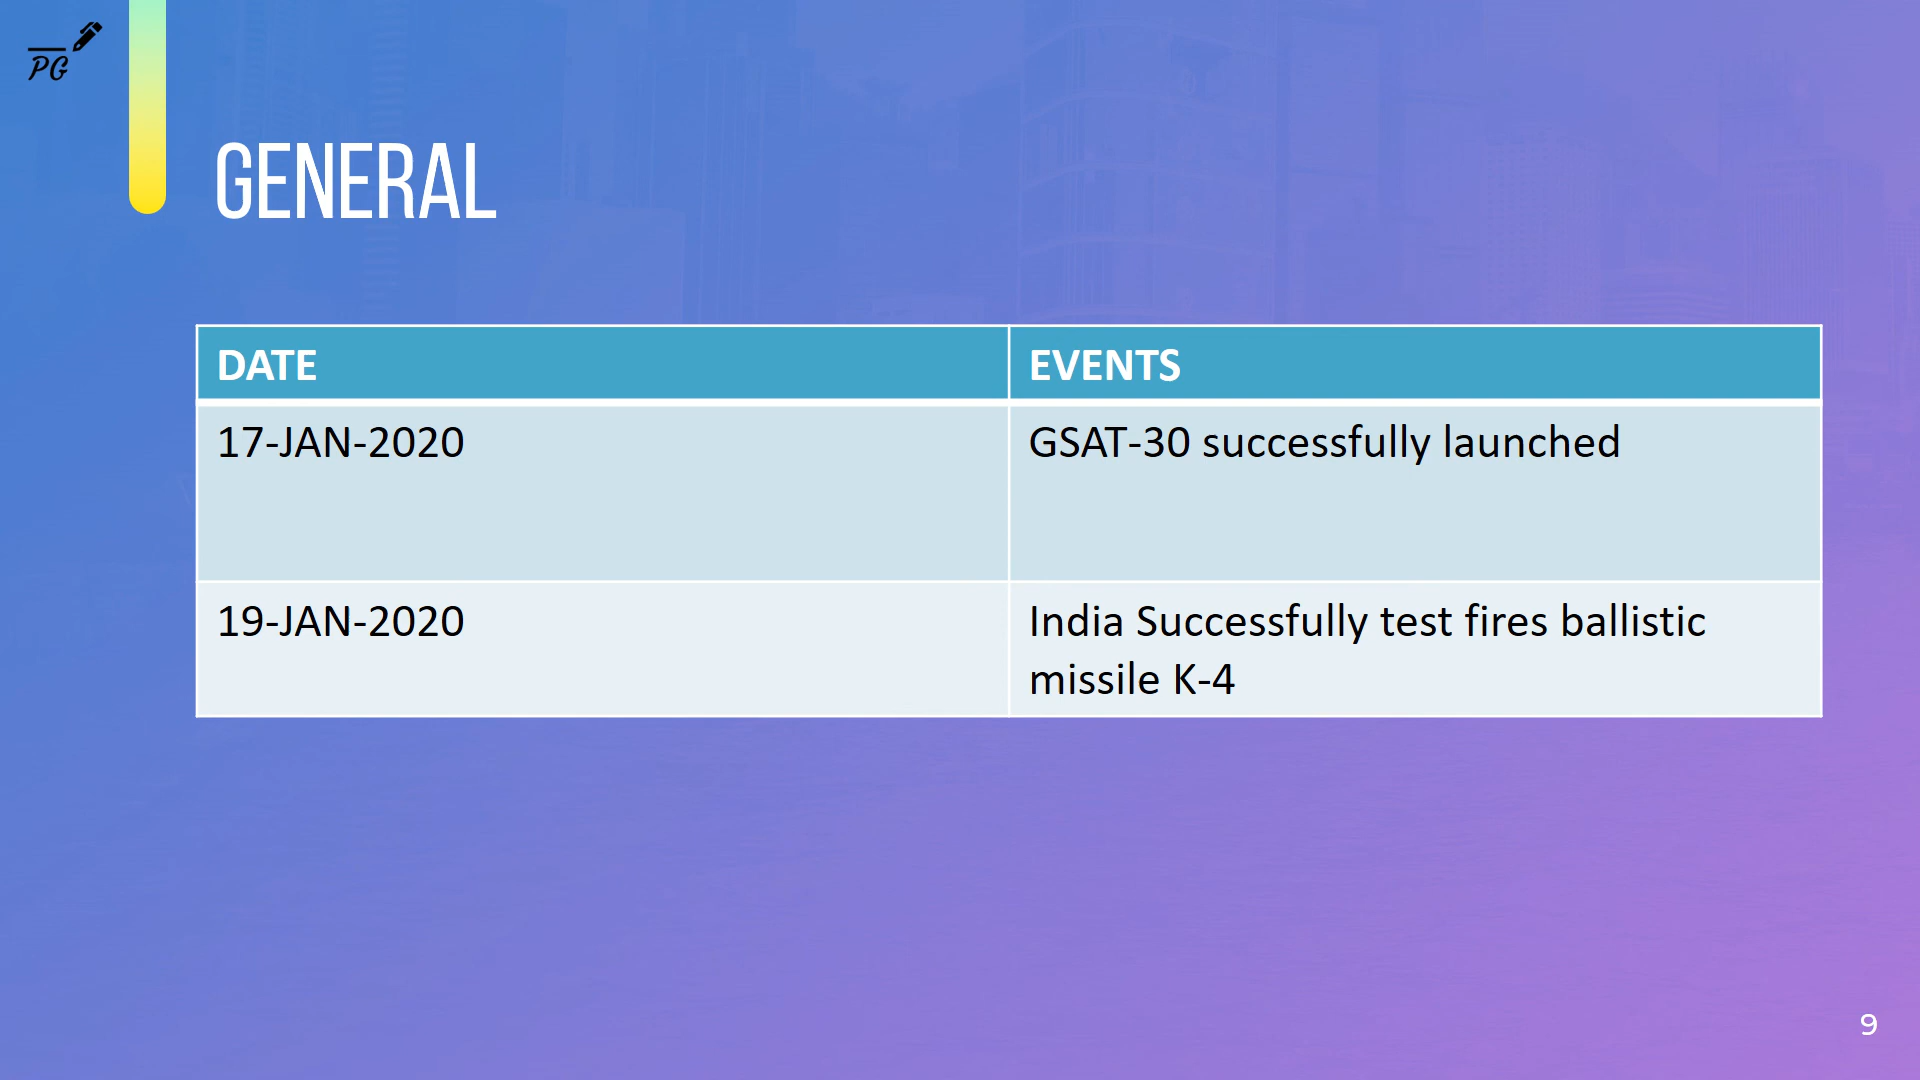 PG
GENERAL
DATE
EVENTS
17-JAN-2020
GSAT-30 successfully launched
19-JAN-2020
India Successfully test fires ballistic
missile K-4
9